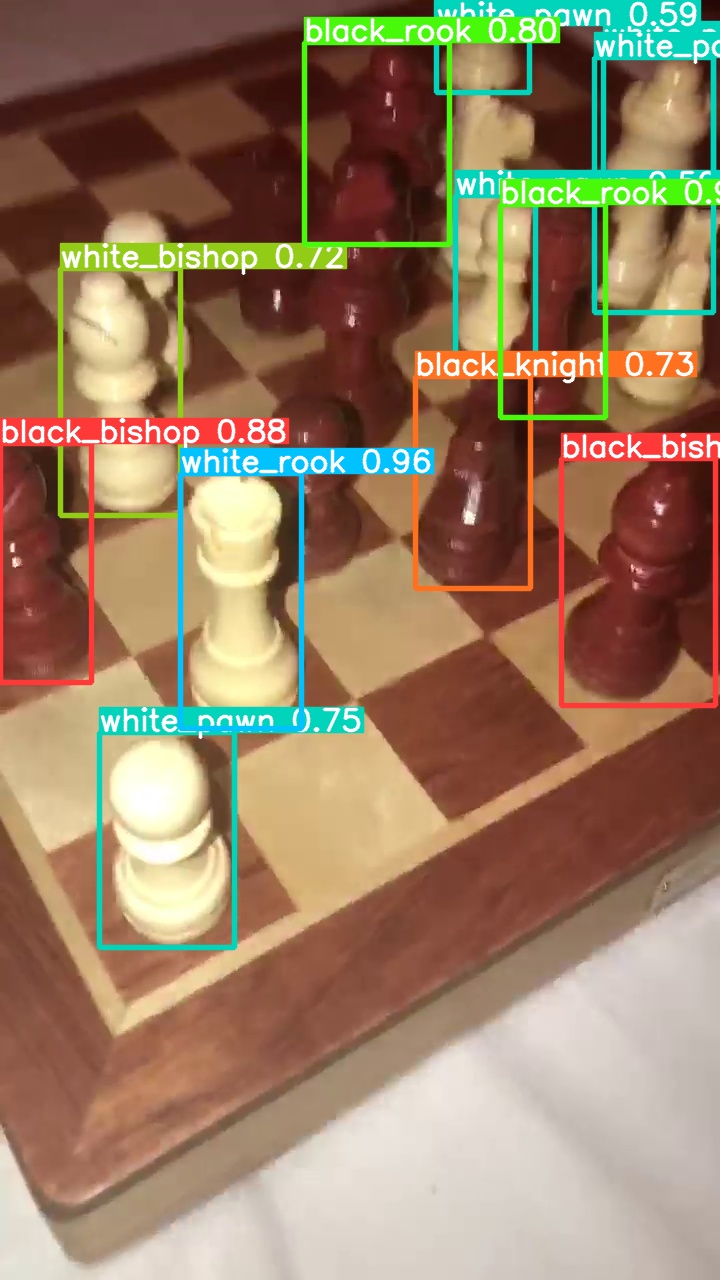 white_pawn 0.59
black_rook 0.80
black_rook 0.9
white_bishop 0.72
black_knight 0.73
black_bishop 0.88
black_bish
white_rook 0.96
white_pawn 0.75